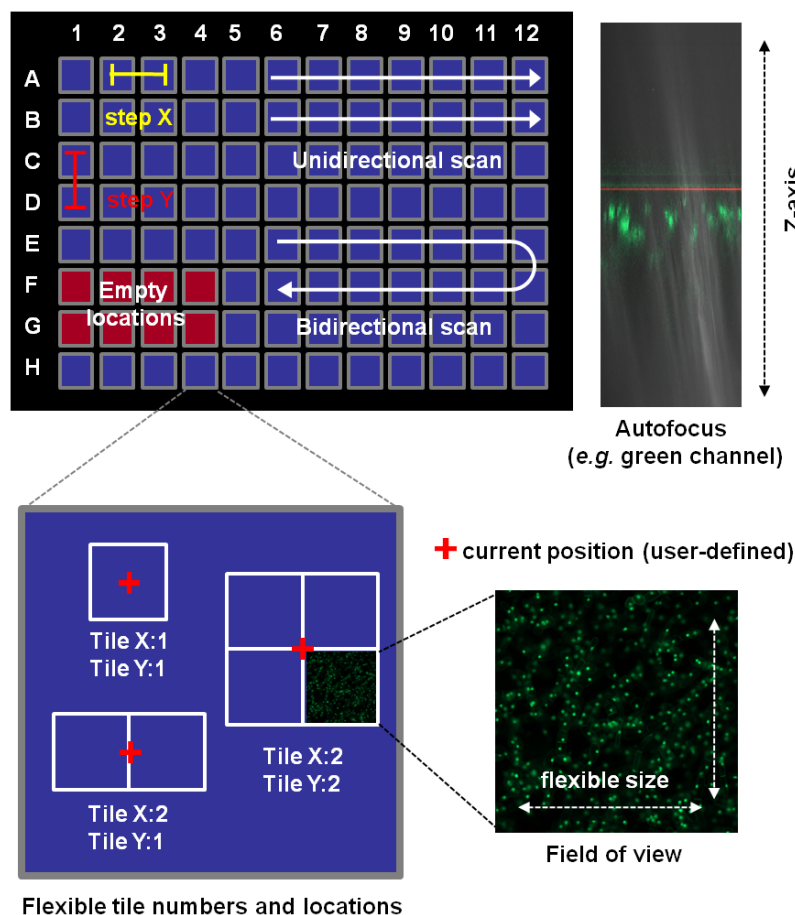 1 2 3 4 5 6 7 8 9 10 11 12
A
B
step X
C
Unidirectional scan
D
step Y
E
F
Empty
locations
G
Bidirectional scan
H
Z-axis
Autofocus
(e.g. green channel)
+ current position (user-defined)
Tile X:1
Tile Y:1
Tile X:2
Tile Y:2
Tile X:2
Tile Y:1
flexible size
Field of view
Flexible tile numbers and locations